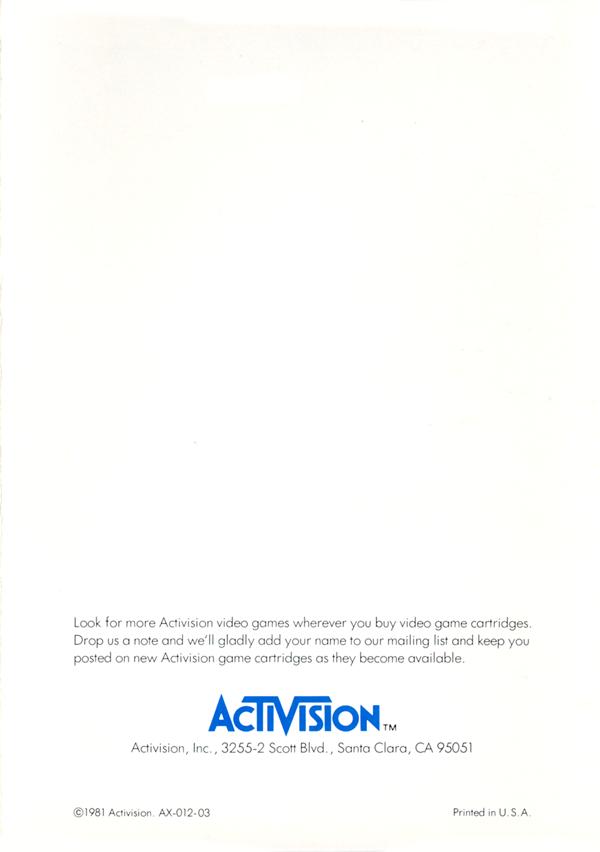 Look for more Activision video games wherever you buy video game cartridges.
Drop us a note and we'll gladly add your name to our mailing list and keep you
posted on new Activision game cartridges as they become available.
ACTIVISION™
Activision, Inc., 3255-2 Scott Blvd., Santa Clara, CA 95051
©1981 Activision. AX-012-03 Printed in U.S.A.